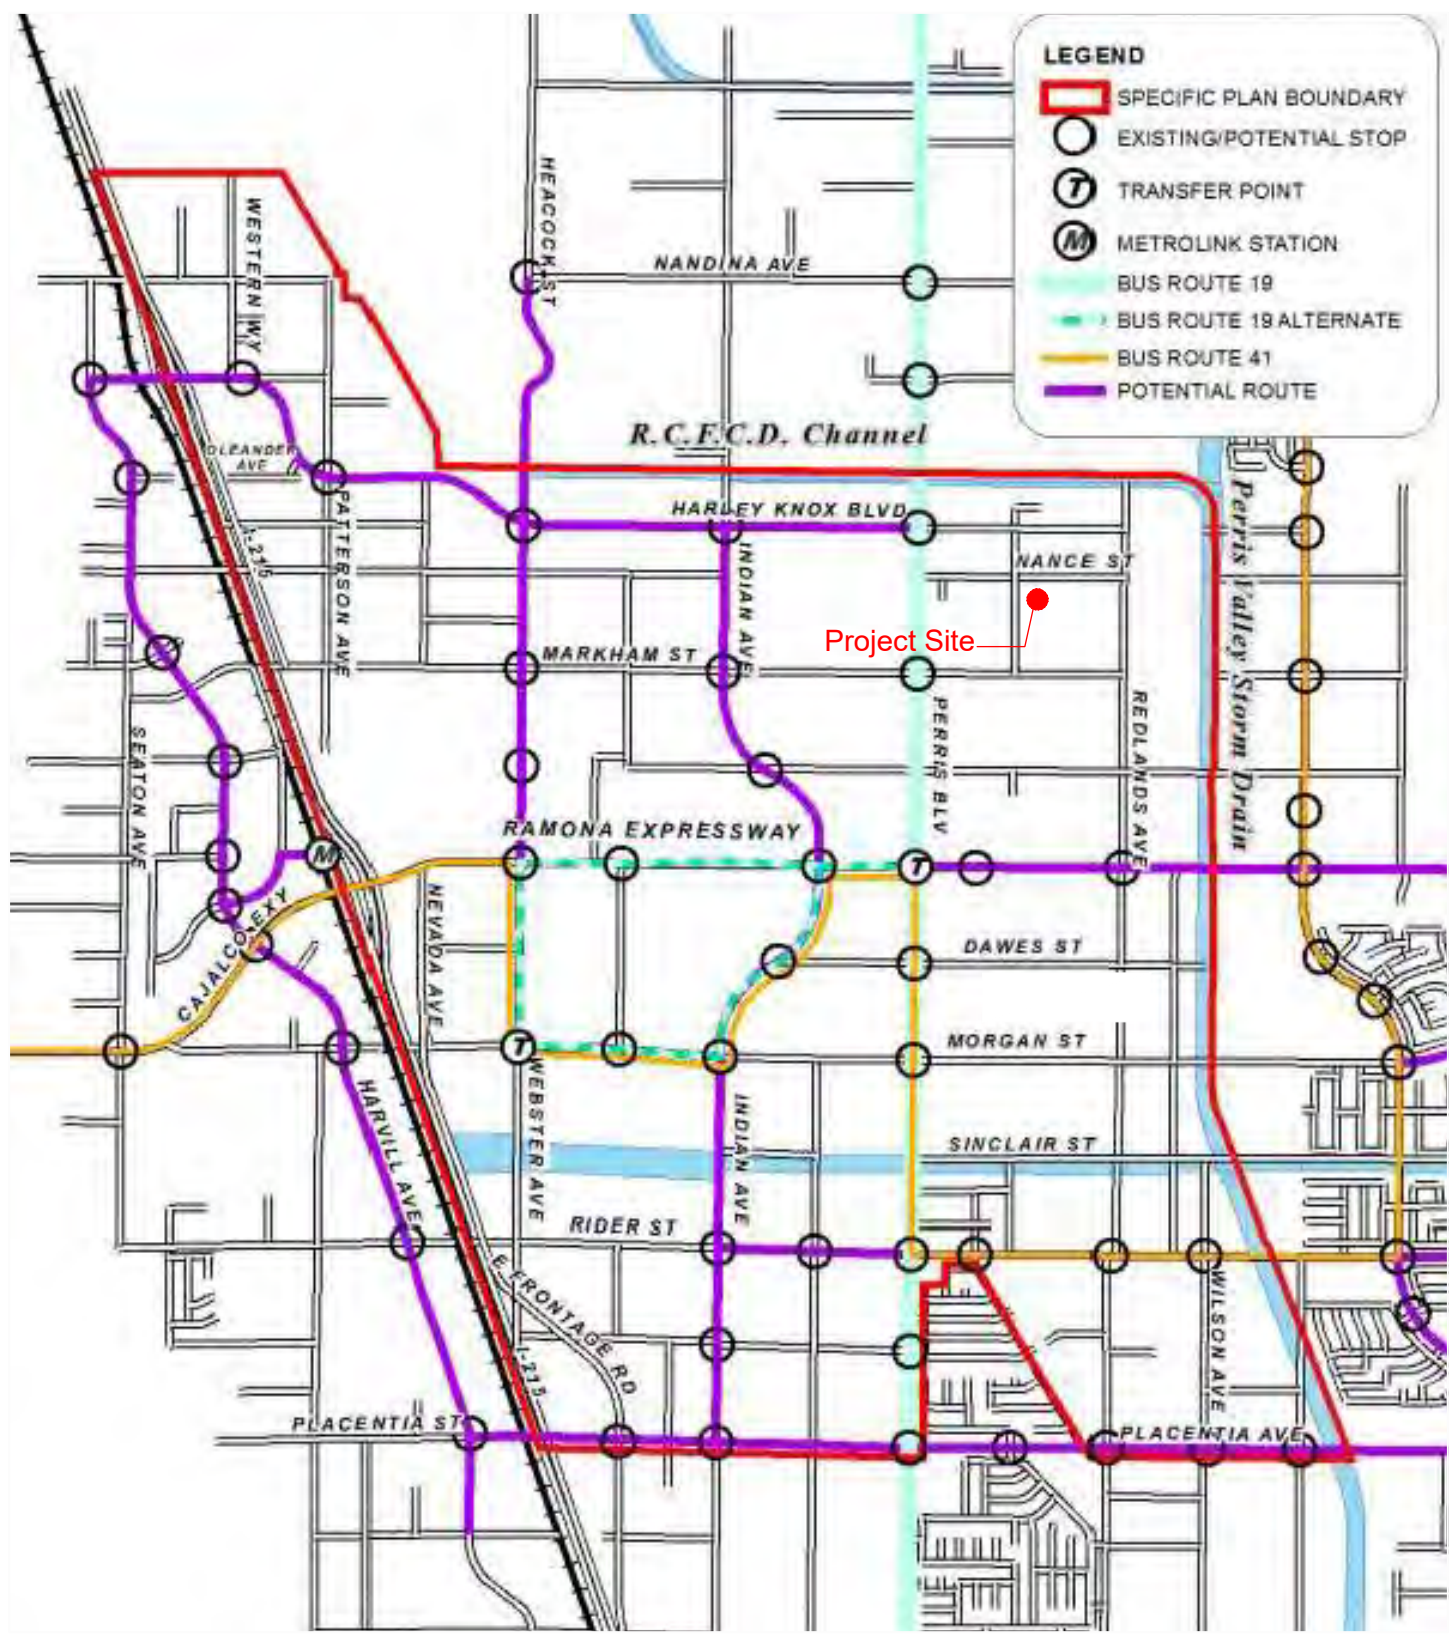 LEGEND
SPECIFIC PLAN BOUNDARY
EXISTING/POTENTIAL STOP
T TRANSFER POINT
M METROLINK STATION
BUS ROUTE 19
BUS ROUTE 19 ALTERNATE
BUS ROUTE 41
POTENTIAL ROUTE
HEACOCK ST
WESTERN WY
NANDINA AVE
R.C.F.C.D. Channel
OLEANDER
AVE
PATTERSON AVE
I-215
HARLEY KNOX BLVD
INDIAN AVE
NANCE ST
Perris Valley Storm Drain
Project Site
MARKHAM ST
PERRIS BLV
REDLANDS AVE
SEATON AVE
RAMONA EXPRESSWAY
M
T
CAJALCO EXY
NEVADA AVE
DAWES ST
T
MORGAN ST
HARVILL AVE
WEBSTER AVE
INDIAN AVE
SINCLAIR ST
RIDER ST
E FRONTAGE RD
WILSON AVE
I-215
PLACENTIA ST
PLACENTIA AVE